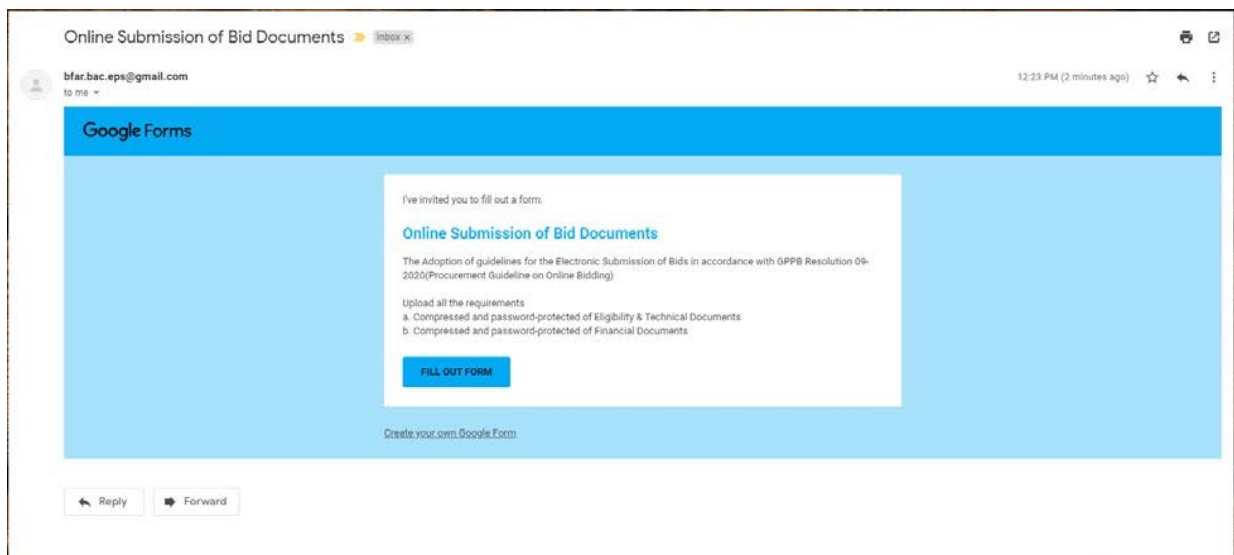 Online Submission of Bid Documents
Inbox x
bfar.bac.eps@gmail.com
12:23 PM (2 minutes ago)
to me
Google Forms
I've invited you to fill out a form:
Online Submission of Bid Documents
The Adoption of guidelines for the Electronic Submission of Bids in accordance with GPPB Resolution 09-
2020(Procurement Guideline on Online Bidding)
Upload all the requirements
a. Compressed and password-protected of Eligibility & Technical Documents
b. Compressed and password-protected of Financial Documents
FILL OUT FORM
Create your own Google Form
Reply
Forward